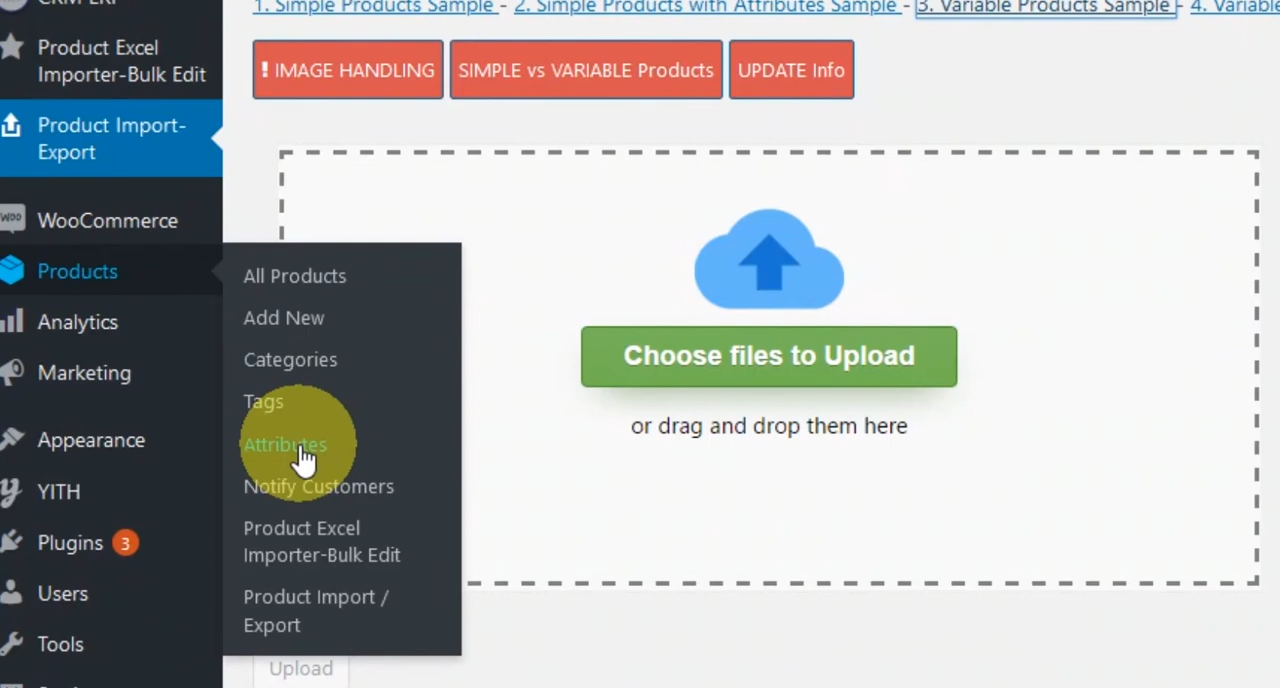 CRM ERP
Product Excel
Importer-Bulk Edit
Product Import-
Export
WOO
WooCommerce
Products
Analytics
Marketing
Appearance
YITH
Plugins 3
Users
Tools
1. Simple Products Sample - 2. Simple Products with Attributes Sample - 3. Variable Products Sample - 4. Variable
! IMAGE HANDLING
SIMPLE vs VARIABLE Products
UPDATE Info
All Products
Add New
Categories
Tags
Attributes
Notify Customers
Product Excel
Importer-Bulk Edit
Product Import /
Export
Choose files to Upload
or drag and drop them here
Upload